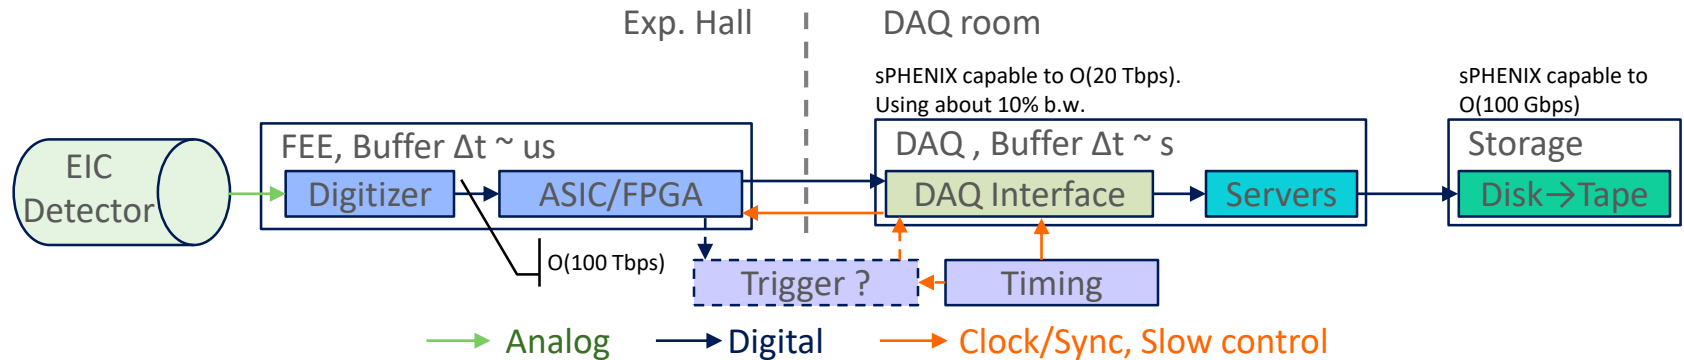 Exp. Hall
DAQ room
sPHENIX capable to O(20 Tbps).
Using about 10% b.w.
sPHENIX capable to
O(100 Gbps)
EIC
Detector
FEE, Buffer Δt ~ us
Digitizer
ASIC/FPGA
O(100 Tbps)
DAQ , Buffer Δt ~ s
DAQ Interface
Servers
Storage
Disk→Tape
Trigger ?
Timing
Analog
Digital
Clock/Sync, Slow control